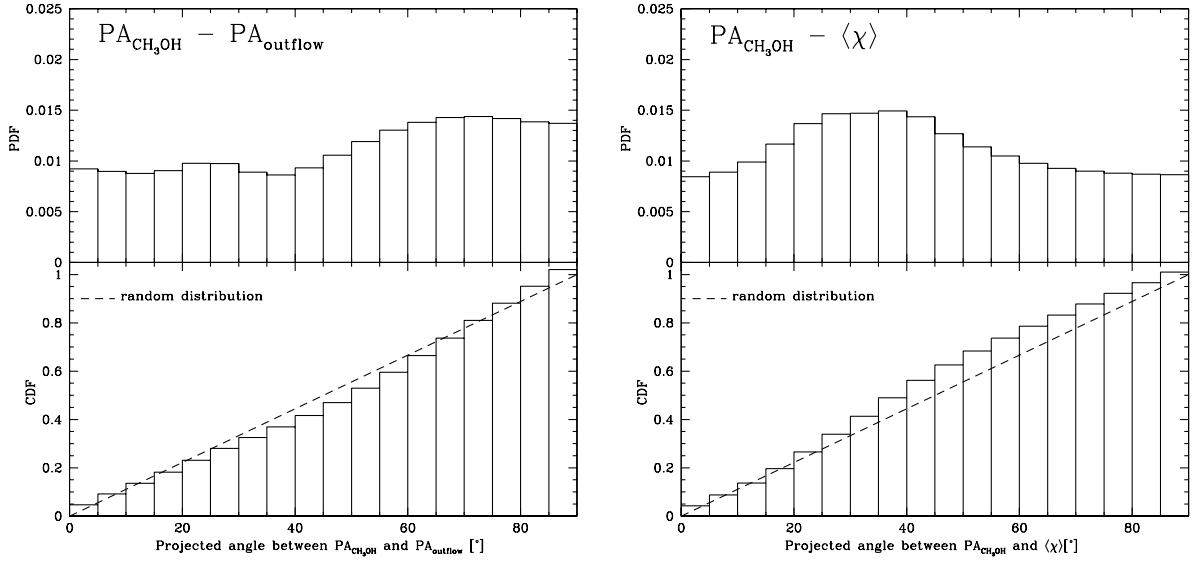 PA_CH₃OH − PA_outflow
PDF
0.025
0.02
0.015
0.01
0.005
0
random distribution
CDF
1
0.8
0.6
0.4
0.2
0
0 20 40 60 80
Projected angle between PA_CH₃OH and PA_outflow [°]
PA_CH₃OH − ⟨χ⟩
PDF
0.025
0.02
0.015
0.01
0.005
0
random distribution
CDF
1
0.8
0.6
0.4
0.2
0
0 20 40 60 80
Projected angle between PA_CH₃OH and ⟨χ⟩[°]